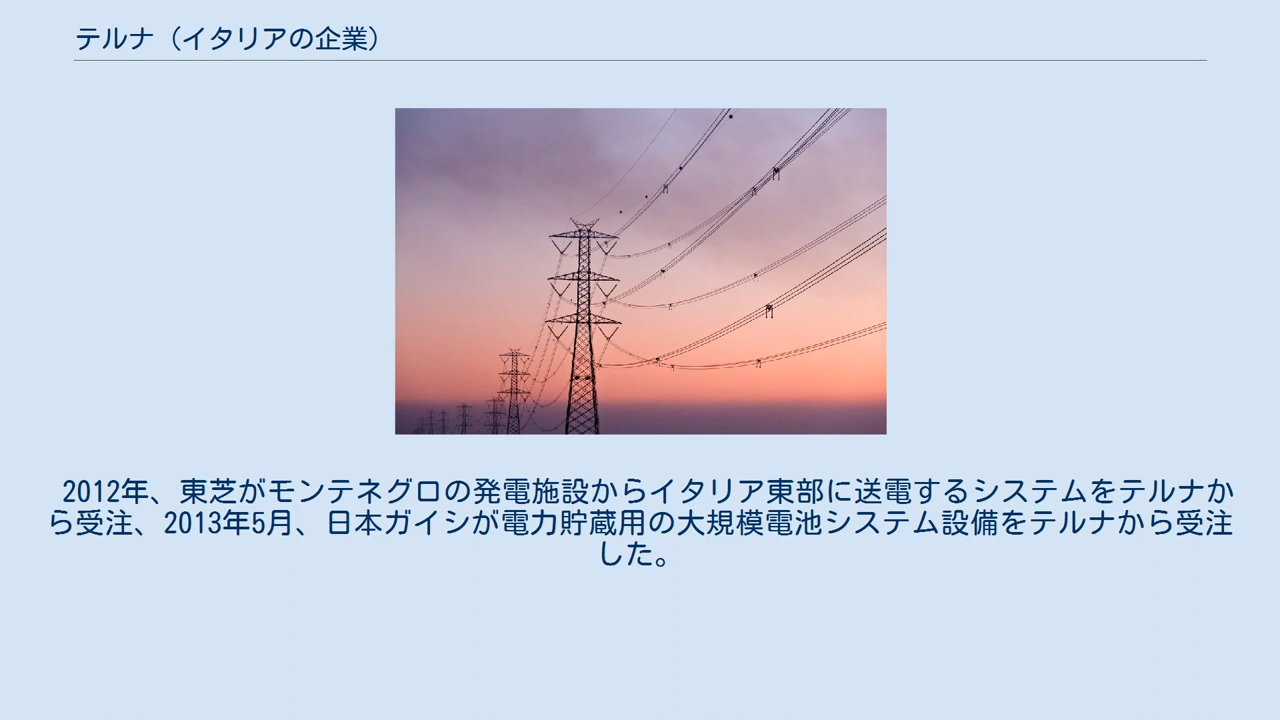 テルナ（イタリアの企業）
2012年、東芝がモンテネグロの発電施設からイタリア東部に送電するシステムをテルナか
ら受注、2013年5月、日本ガイシが電力貯蔵用の大規模電池システム設備をテルナから受注
した。